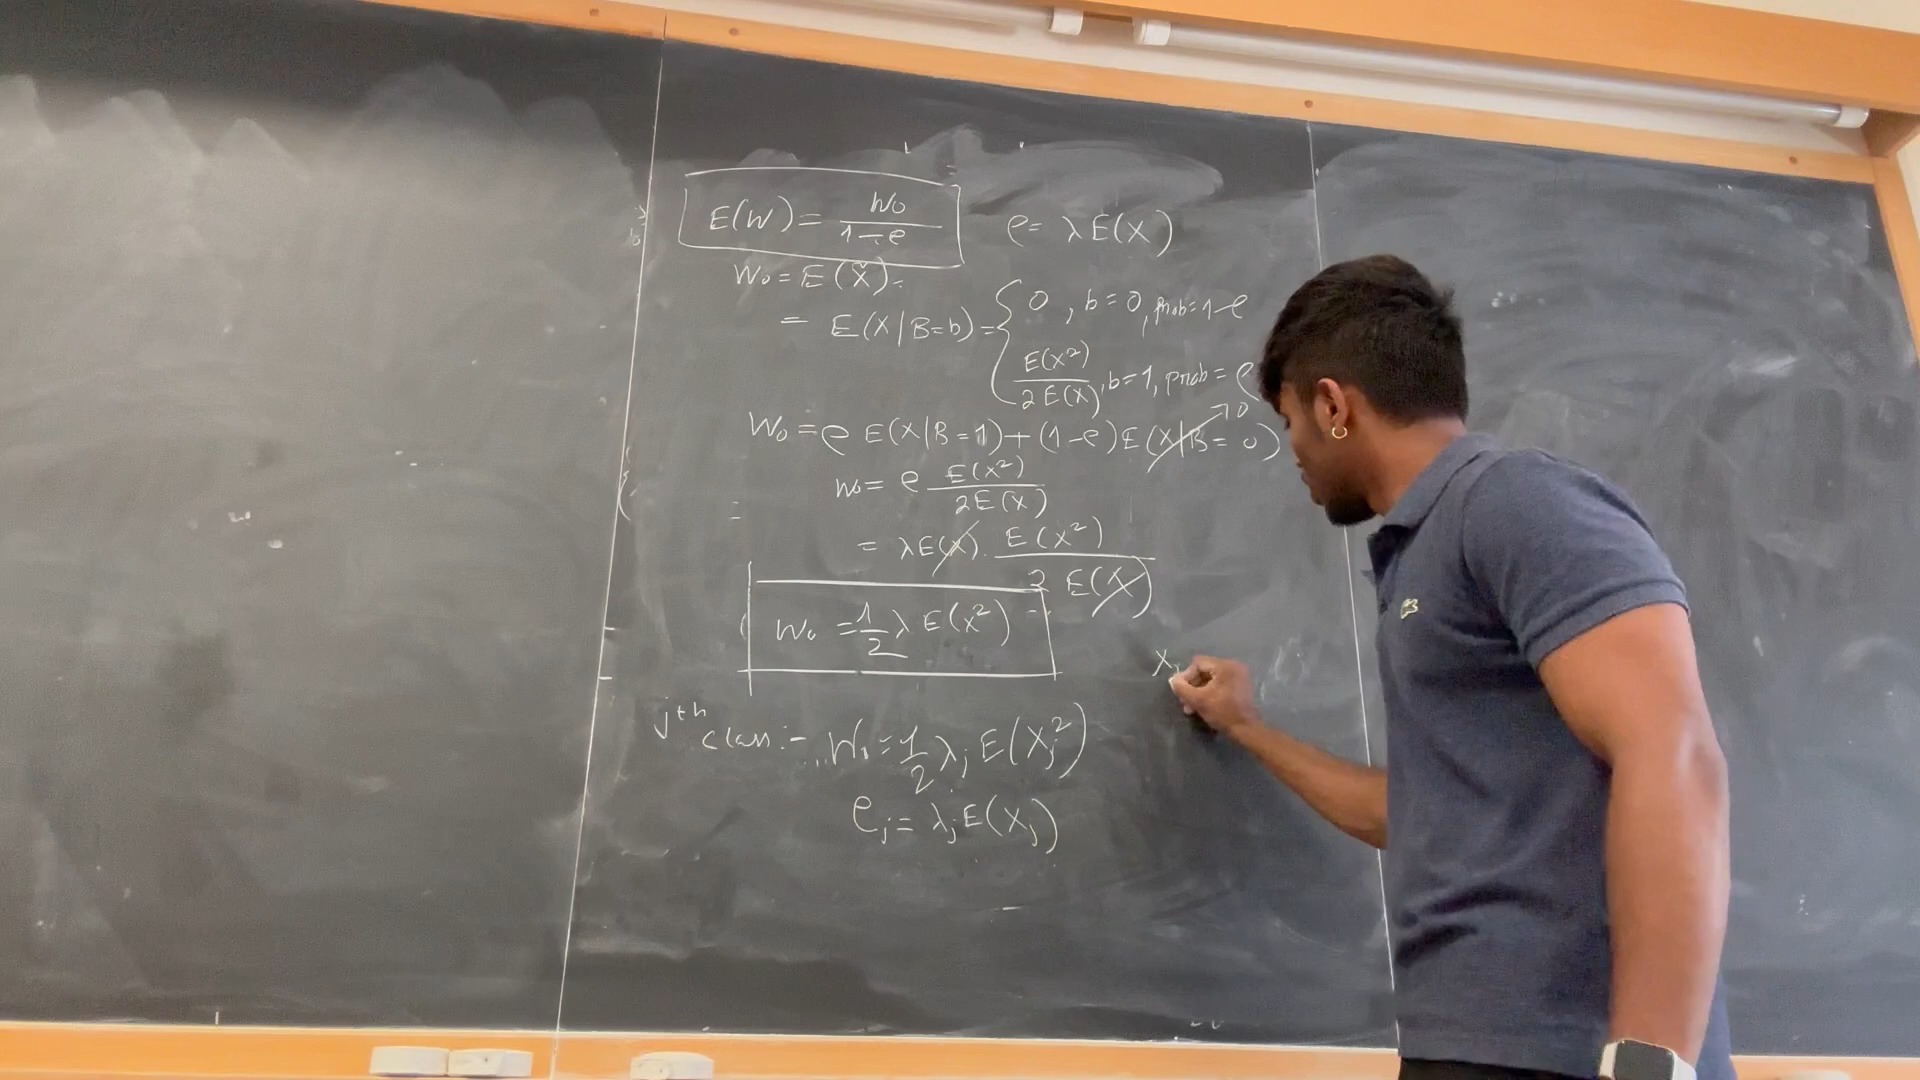 E(W) = W₀ / (1-ρ)   ρ = λE(X)
W₀ = E(X̆) =
= E(X|B=b) = { 0, b=0, prob=1-ρ
E(X²) / 2E(X), b=1, prob=ρ
W₀ = ρ E(X|B=1) + (1-ρ) E(X|B=0) → 0
W₀ = ρ E(X²) / 2E(X)
= λE(X) · E(X²) / 2 E(X)
W₀ = 1/2 λ E(X²)
X
jth class:- W = 1/2 λj E(Xj²)
ρj = λj E(Xj)